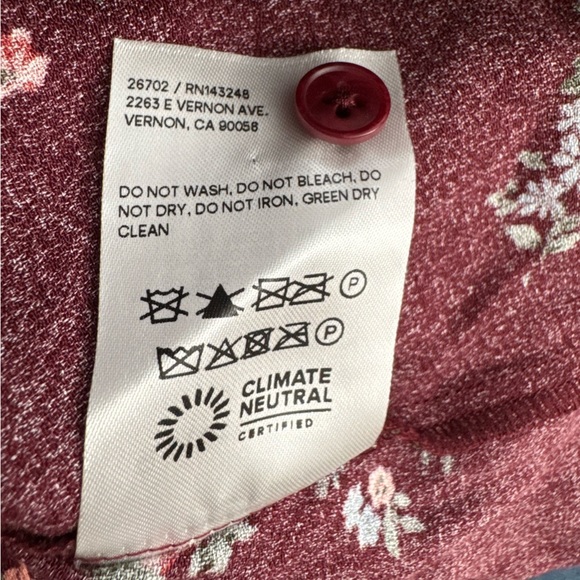 26702 / RN143248
2263 E VERNON AVE.
VERNON, CA 90058
DO NOT WASH, DO NOT BLEACH, DO
NOT DRY, DO NOT IRON, GREEN DRY
CLEAN
P
P
CLIMATE
NEUTRAL
CERTIFIED